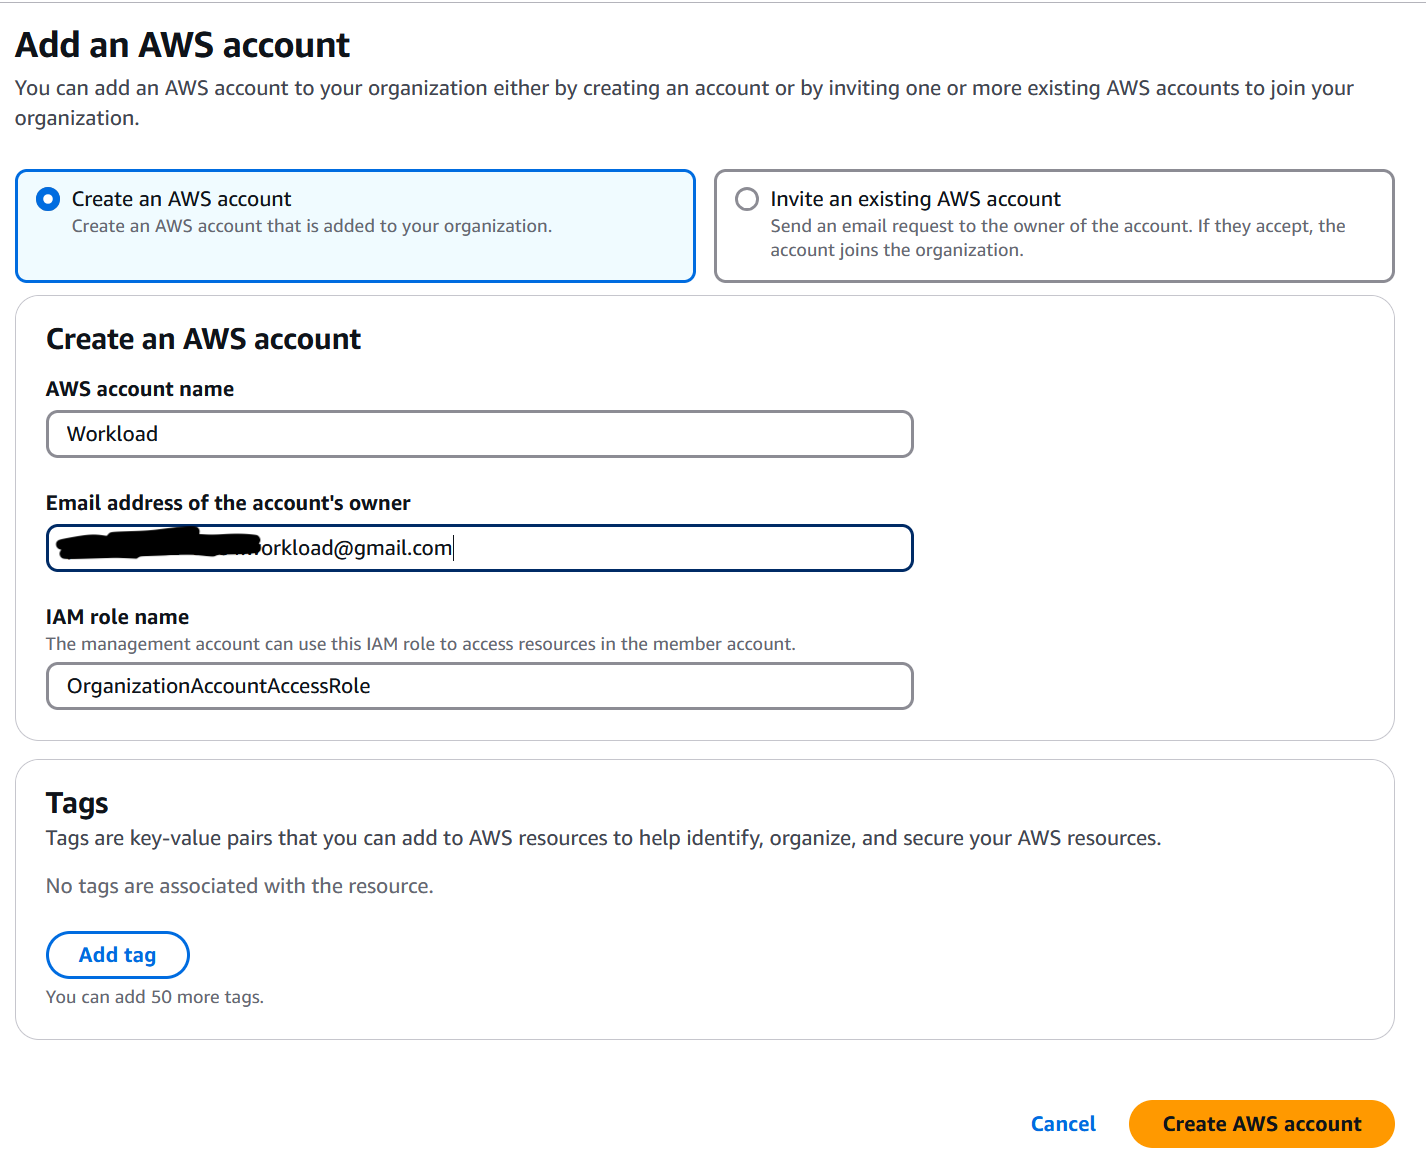 Add an AWS account
You can add an AWS account to your organization either by creating an account or by inviting one or more existing AWS accounts to join your
organization.
Create an AWS account
Create an AWS account that is added to your organization.
Invite an existing AWS account
Send an email request to the owner of the account. If they accept, the
account joins the organization.
Create an AWS account
AWS account name
Workload
Email address of the account's owner
orkload@gmail.com
IAM role name
The management account can use this IAM role to access resources in the member account.
OrganizationAccountAccessRole
Tags
Tags are key-value pairs that you can add to AWS resources to help identify, organize, and secure your AWS resources.
No tags are associated with the resource.
Add tag
You can add 50 more tags.
Cancel
Create AWS account